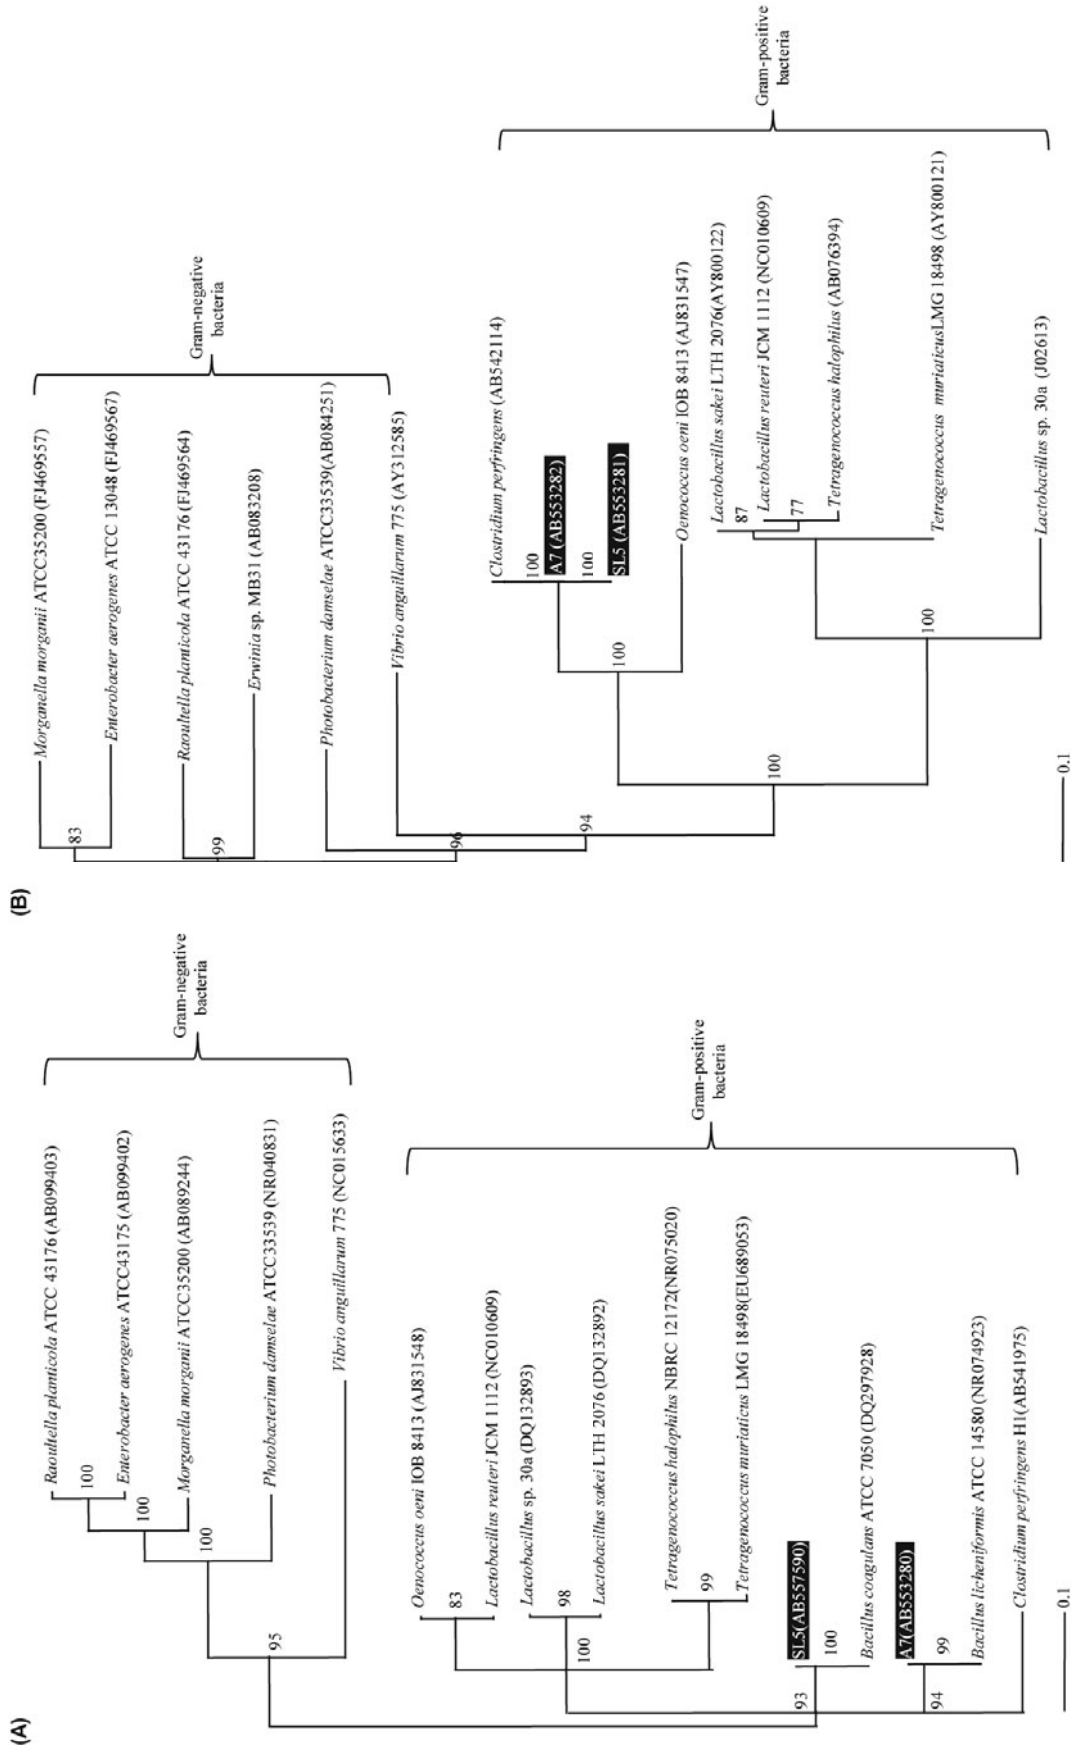 (A)
Raoultella planticola ATCC 43176 (AB099403)
100
Enterobacter aerogenes ATCC43175 (AB099402)
100
Morganella morganii ATCC35200 (AB089244)
100
Photobacterium damselae ATCC33539 (NR040831)
95
Vibrio anguillarum 775 (NC015633)
Gram-negative
bacteria
Oenococcus oeni IOB 8413 (AJ831548)
83
Lactobacillus reuteri JCM 1112 (NC010609)
Lactobacillus sp. 30a (DQ132893)
98
100
Lactobacillus sakei LTH 2076 (DQ132892)
Tetragenococcus halophilus NBRC 12172(NR075020)
99
Tetragenococcus muriaticus LMG 18498(EU689053)
SL5(AB557590)
93
100
Bacillus coagulans ATCC 7050 (DQ297928)
A7(AB553280)
94
99
Bacillus licheniformis ATCC 14580 (NR074923)
Clostridium perfringens H1(AB541975)
Gram-positive
bacteria
0.1
(B)
Morganella morganii ATCC35200 (FJ469557)
83
Enterobacter aerogenes ATCC 13048 (FJ469567)
Raoultella planticola ATCC 43176 (FJ469564)
99
Erwinia sp. MB31 (AB083208)
Photobacterium damselae ATCC33539(AB084251)
Vibrio anguillarum 775 (AY312585)
96
94
Gram-negative
bacteria
Clostridium perfringens (AB542114)
100
A7 (AB553282)
100
SL5 (AB553281)
100
Oenococcus oeni IOB 8413 (AJ831547)
Lactobacillus sakei LTH 2076(AY800122)
87
Lactobacillus reuteri JCM 1112 (NC010609)
77
Tetragenococcus halophilus (AB076394)
100
Tetragenococcus muriaticusLMG 18498 (AY800121)
100
Lactobacillus sp. 30a (J02613)
Gram-positive
bacteria
0.1